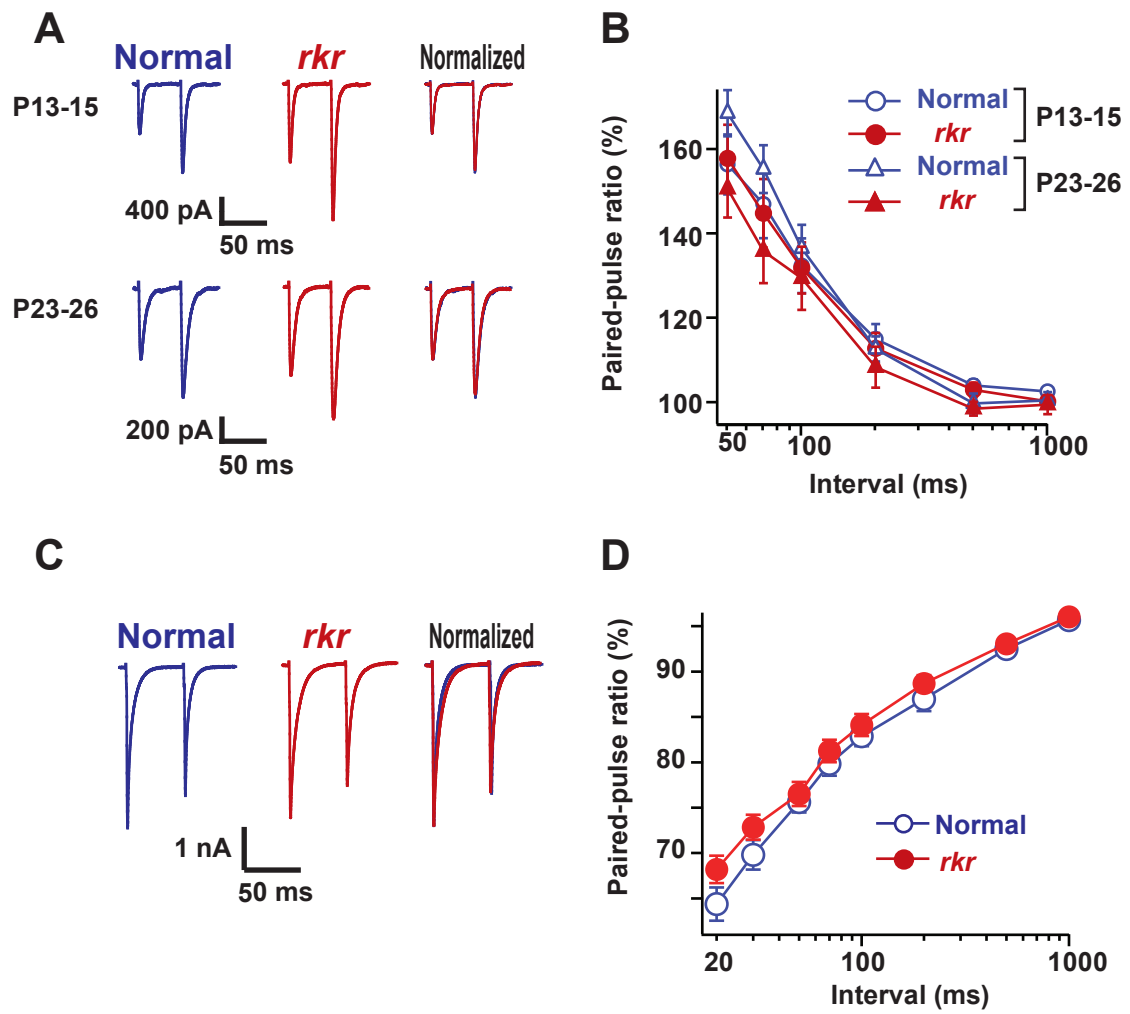 A
Normal
rkr
Normalized
P13-15
400 pA
50 ms
P23-26
200 pA
50 ms
B
Paired-pulse ratio (%)
160
140
120
100
50
100
1000
Interval (ms)
Normal
rkr
P13-15
Normal
rkr
P23-26
C
Normal
rkr
Normalized
1 nA
50 ms
D
Paired-pulse ratio (%)
90
80
70
20
100
1000
Interval (ms)
Normal
rkr